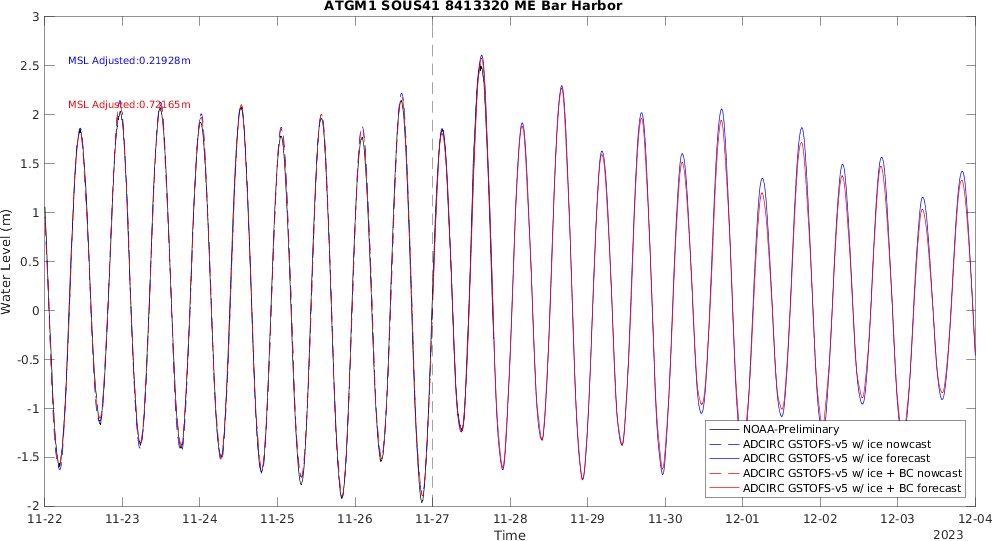 ATGM1 SOUS41 8413320 ME Bar Harbor
3
2.5
2
1.5
1
0.5
0
-0.5
-1
-1.5
-2
Water Level (m)
MSL Adjusted:0.21928m
MSL Adjusted:0.72165m
NOAA-Preliminary
ADCIRC GSTOFS-v5 w/ ice nowcast
ADCIRC GSTOFS-v5 w/ ice forecast
ADCIRC GSTOFS-v5 w/ ice + BC nowcast
ADCIRC GSTOFS-v5 w/ ice + BC forecast
11-22 11-23 11-24 11-25 11-26 11-27 11-28 11-29 11-30 12-01 12-02 12-03 12-04
Time
2023